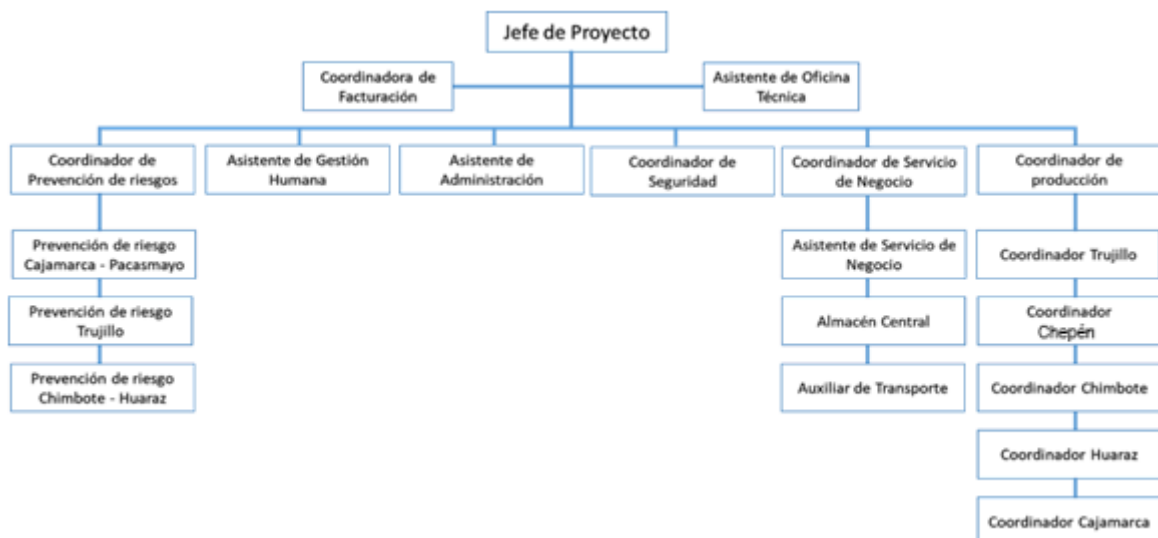 Jefe de Proyecto
Coordinadora de
Facturación
Asistente de Oficina
Técnica
Coordinador de
Prevención de riesgos
Asistente de Gestión
Humana
Asistente de
Administración
Coordinador de
Seguridad
Coordinador de Servicio
de Negocio
Coordinador de
producción
Prevención de riesgo
Cajamarca - Pacasmayo
Prevención de riesgo
Trujillo
Prevención de riesgo
Chimbote - Huaraz
Asistente de Servicio de
Negocio
Almacén Central
Auxiliar de Transporte
Coordinador Trujillo
Coordinador
Chepén
Coordinador Chimbote
Coordinador Huaraz
Coordinador Cajamarca